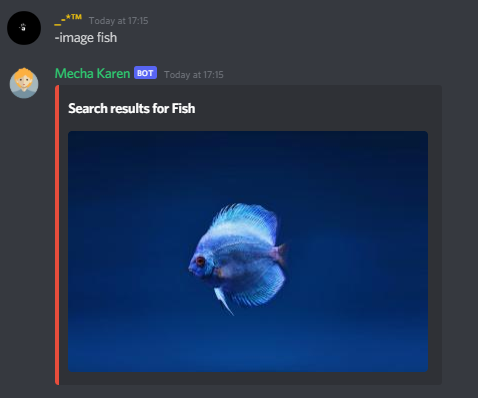 _-*™ Today at 17:15
-image fish
Mecha Karen BOT Today at 17:15
Search results for Fish